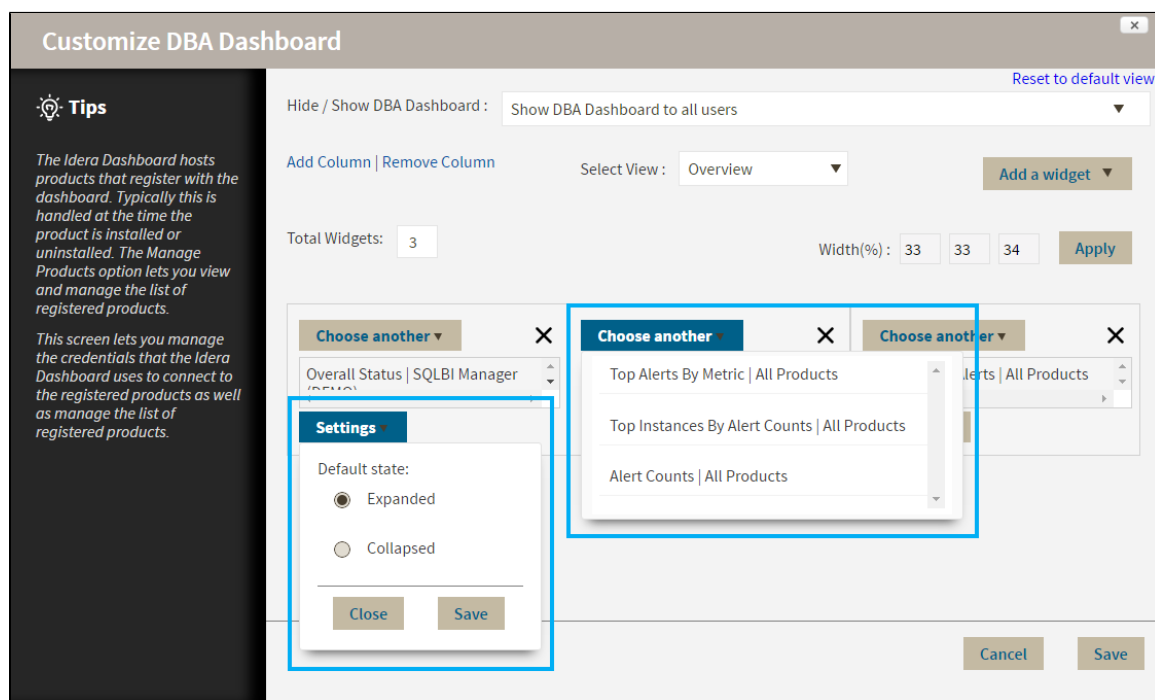 Customize DBA Dashboard
Reset to default view
Tips
The Idera Dashboard hosts
products that register with the
dashboard. Typically this is
handled at the time the
product is installed or
uninstalled. The Manage
Products option lets you view
and manage the list of
registered products.
This screen lets you manage
the credentials that the Idera
Dashboard uses to connect to
the registered products as well
as manage the list of
registered products.
Hide / Show DBA Dashboard : Show DBA Dashboard to all users
Add Column | Remove Column Select View : Overview Add a widget
Total Widgets: 3 Width(%) : 33 33 34 Apply
Choose another
Overall Status | SQLBI Manager
(DEMO)
Settings
Default state:
Expanded
Collapsed
Close Save
Choose another
Top Alerts By Metric | All Products
Top Instances By Alert Counts | All Products
Alert Counts | All Products
Choose another
Alerts | All Products
Cancel Save